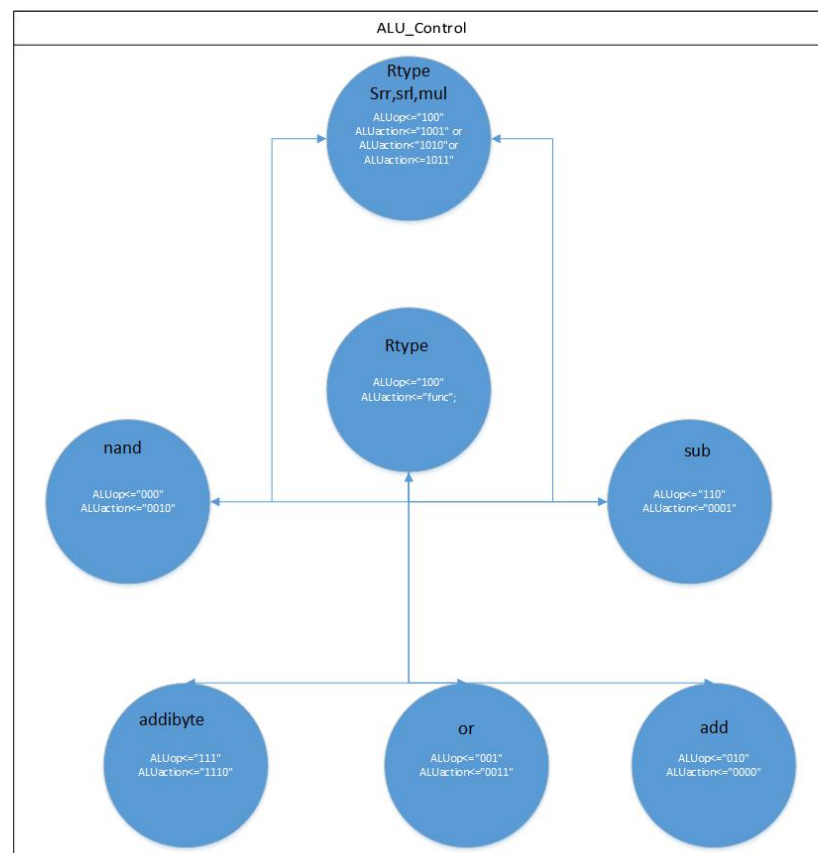 ALU_Control
Rtype
Srr,srl,mul
ALUop<="100"
ALUaction<="1001" or
ALUaction<"1010"or
ALUaction<=1011"
Rtype
ALUop<="100"
ALUaction<="func";
nand
ALUop<="000"
ALUaction<="0010"
sub
ALUop<="110"
ALUaction<="0001"
addibyte
ALUop<="111"
ALUaction<="1110"
or
ALUop<="001"
ALUaction<="0011"
add
ALUop<="010"
ALUaction<="0000"